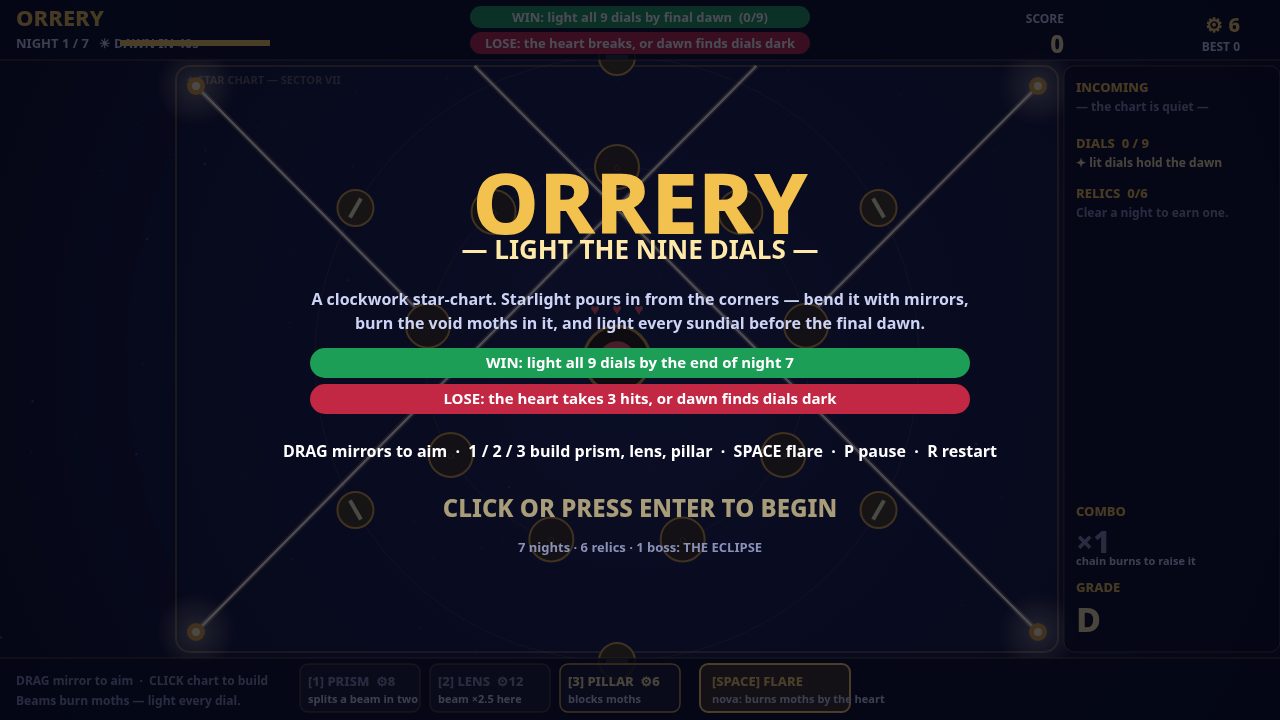 ORRERY
NIGHT 1 / 7 ☀ DAWN IN 40s
WIN: light all 9 dials by final dawn (0/9)
LOSE: the heart breaks, or dawn finds dials dark
SCORE
0
⚙ 6
BEST 0
STAR CHART — SECTOR VII
INCOMING
— the chart is quiet —
DIALS 0 / 9
✦ lit dials hold the dawn
RELICS 0/6
Clear a night to earn one.
ORRERY
— LIGHT THE NINE DIALS —
A clockwork star-chart. Starlight pours in from the corners — bend it with mirrors,
burn the void moths in it, and light every sundial before the final dawn.
WIN: light all 9 dials by the end of night 7
LOSE: the heart takes 3 hits, or dawn finds dials dark
DRAG mirrors to aim · 1 / 2 / 3 build prism, lens, pillar · SPACE flare · P pause · R restart
CLICK OR PRESS ENTER TO BEGIN
7 nights · 6 relics · 1 boss: THE ECLIPSE
COMBO
×1
chain burns to raise it
GRADE
D
DRAG mirror to aim · CLICK chart to build
Beams burn moths — light every dial.
[1] PRISM ⚙8
splits a beam in two
[2] LENS ⚙12
beam ×2.5 here
[3] PILLAR ⚙6
blocks moths
[SPACE] FLARE
nova: burns moths by the heart